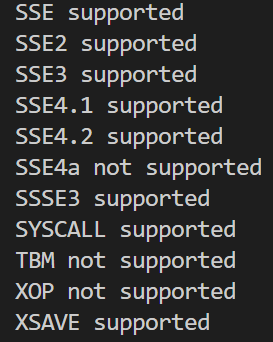 SSE supported
SSE2 supported
SSE3 supported
SSE4.1 supported
SSE4.2 supported
SSE4a not supported
SSSE3 supported
SYSCALL supported
TBM not supported
XOP not supported
XSAVE supported